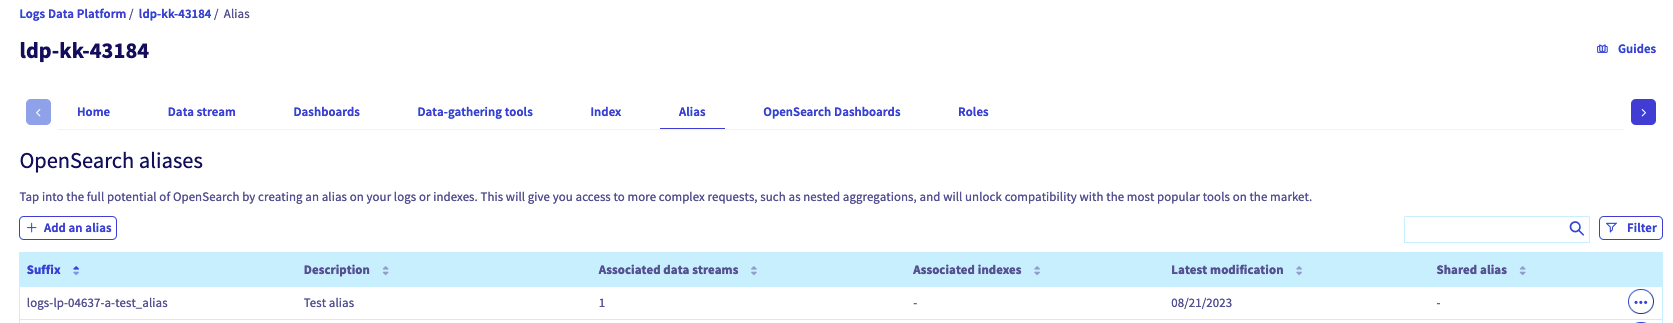 Logs Data Platform / ldp-kk-43184 / Alias
ldp-kk-43184
Guides
Home Data stream Dashboards Data-gathering tools Index Alias OpenSearch Dashboards Roles
OpenSearch aliases
Tap into the full potential of OpenSearch by creating an alias on your logs or indexes. This will give you access to more complex requests, such as nested aggregations, and will unlock compatibility with the most popular tools on the market.
+ Add an alias Filter
Suffix Description Associated data streams Associated indexes Latest modification Shared alias
logs-lp-04637-a-test_alias Test alias 1 - 08/21/2023 -